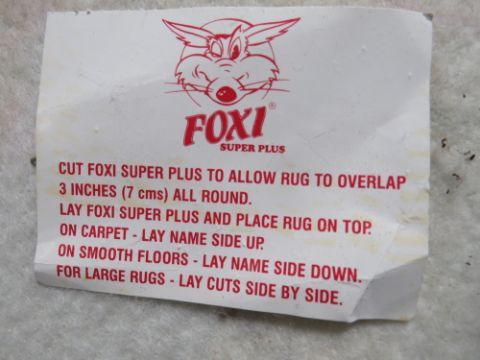 FOXI®
SUPER PLUS
CUT FOXI SUPER PLUS TO ALLOW RUG TO OVERLAP
3 INCHES (7 cms) ALL ROUND.
LAY FOXI SUPER PLUS AND PLACE RUG ON TOP.
ON CARPET - LAY NAME SIDE UP.
ON SMOOTH FLOORS - LAY NAME SIDE DOWN.
FOR LARGE RUGS - LAY CUTS SIDE BY SIDE.